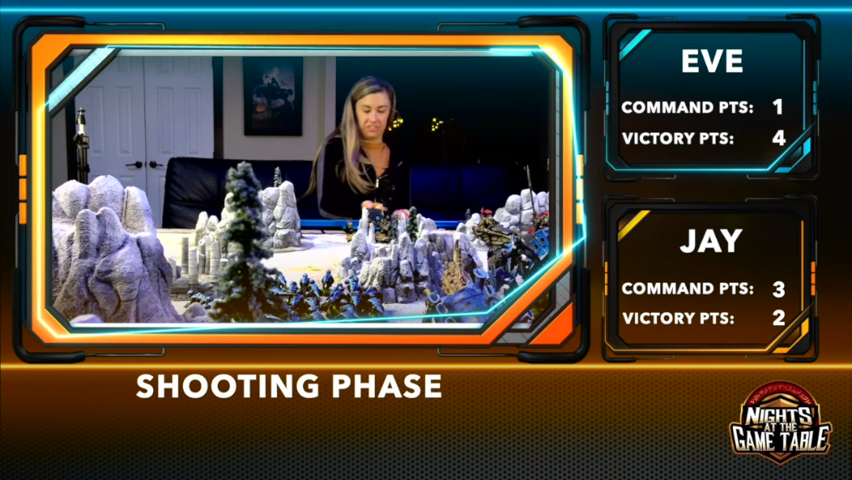 EVE
COMMAND PTS: 1
VICTORY PTS: 4
JAY
COMMAND PTS: 3
VICTORY PTS: 2
SHOOTING PHASE
NIGHTS
AT THE
GAME TABLE